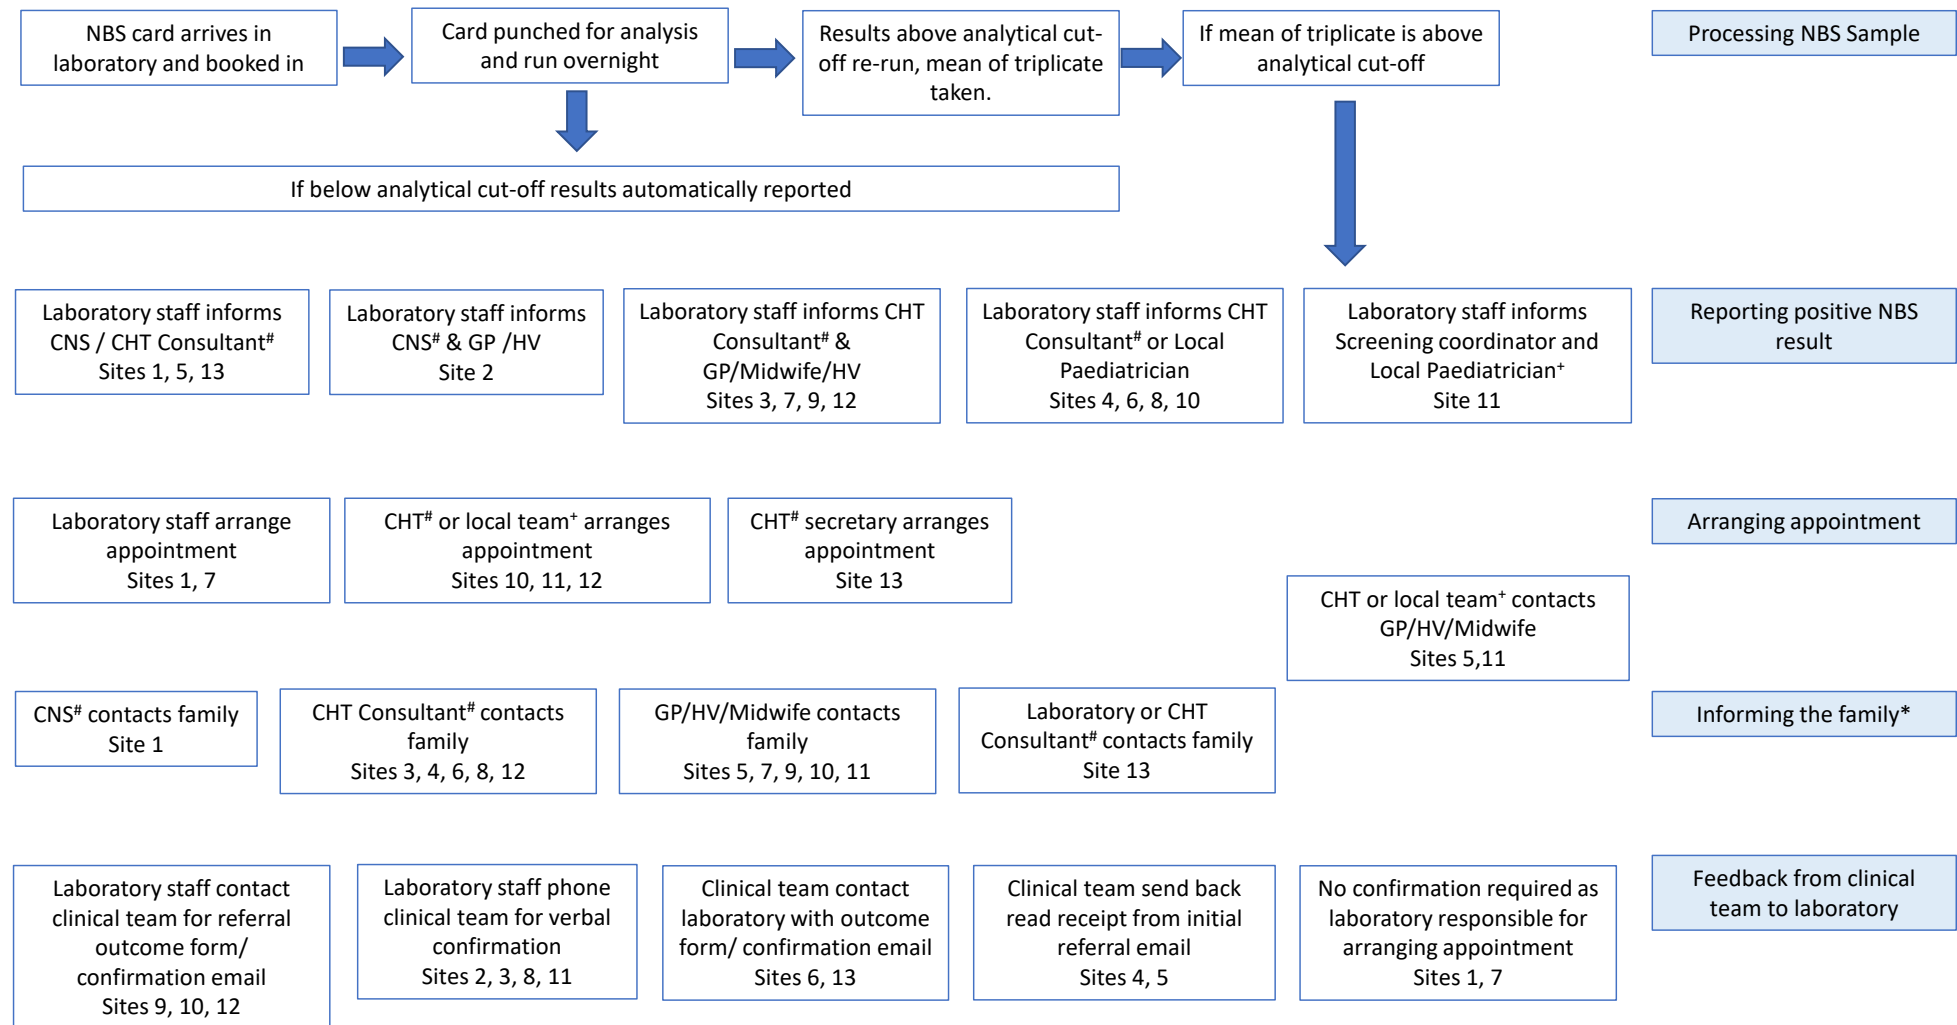 NBS card arrives in
laboratory and booked in
Card punched for analysis
and run overnight
Results above analytical cut-
off re-run, mean of triplicate
taken.
If mean of triplicate is above
analytical cut-off
Processing NBS Sample
If below analytical cut-off results automatically reported
Laboratory staff informs
CNS / CHT Consultant#
Sites 1, 5, 13
Laboratory staff informs
CNS# & GP /HV
Site 2
Laboratory staff informs CHT
Consultant# &
GP/Midwife/HV
Sites 3, 7, 9, 12
Laboratory staff informs CHT
Consultant# or Local
Paediatrician
Sites 4, 6, 8, 10
Laboratory staff informs
Screening coordinator and
Local Paediatrician+
Site 11
Reporting positive NBS
result
Laboratory staff arrange
appointment
Sites 1, 7
CHT# or local team+ arranges
appointment
Sites 10, 11, 12
CHT# secretary arranges
appointment
Site 13
Arranging appointment
CHT or local team+ contacts
GP/HV/Midwife
Sites 5,11
CNS# contacts family
Site 1
CHT Consultant# contacts
family
Sites 3, 4, 6, 8, 12
GP/HV/Midwife contacts
family
Sites 5, 7, 9, 10, 11
Laboratory or CHT
Consultant# contacts family
Site 13
Informing the family*
Laboratory staff contact
clinical team for referral
outcome form/
confirmation email
Sites 9, 10, 12
Laboratory staff phone
clinical team for verbal
confirmation
Sites 2, 3, 8, 11
Clinical team contact
laboratory with outcome
form/ confirmation email
Sites 6, 13
Clinical team send back
read receipt from initial
referral email
Sites 4, 5
No confirmation required as
laboratory responsible for
arranging appointment
Sites 1, 7
Feedback from clinical
team to laboratory